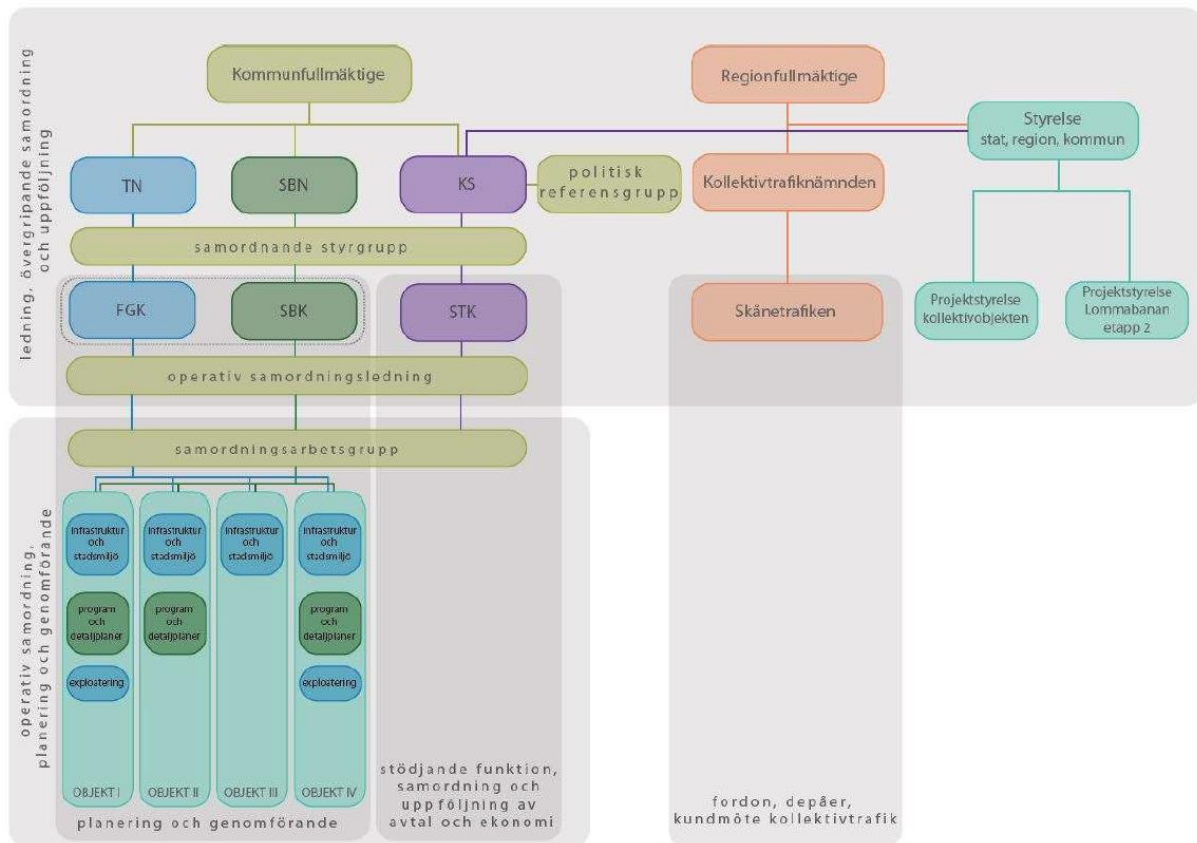 ledning, övergripande samordning
och uppföljning
Kommunfullmäktige
Regionfullmäktige
Styrelse
stat, region, kommun
TN
SBN
KS
politisk
referensgrupp
Kollektivtrafiknämnden
samordnande styrgrupp
FGK
SBK
STK
Skånetrafiken
Projektstyrelse
kollektivobjekten
Projektstyrelse
Lommabanan
etapp 2
operativ samordningsledning
operativ samordning,
planering och genomförande
samordningsarbetsgrupp
infrastruktur
och
stadsmiljö
infrastruktur
och
stadsmiljö
infrastruktur
och
stadsmiljö
infrastruktur
och
stadsmiljö
program
och
detaljplaner
program
och
detaljplaner
program
och
detaljplaner
exploatering
exploatering
OBJEKT I
OBJEKT II
OBJEKT III
OBJEKT IV
planering och genomförande
stödjande funktion,
samordning och
uppföljning av
avtal och ekonomi
fordon, depåer,
kundmöte kollektivtrafik